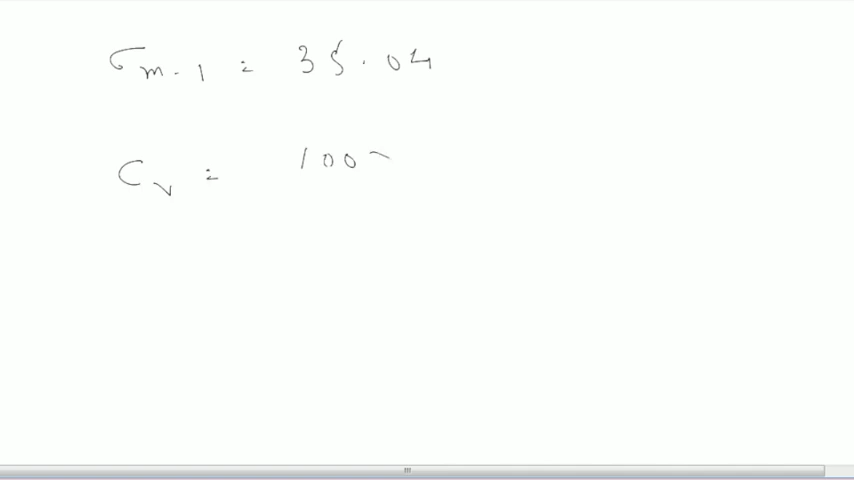 σm-1 = 35.04
Cv = 100